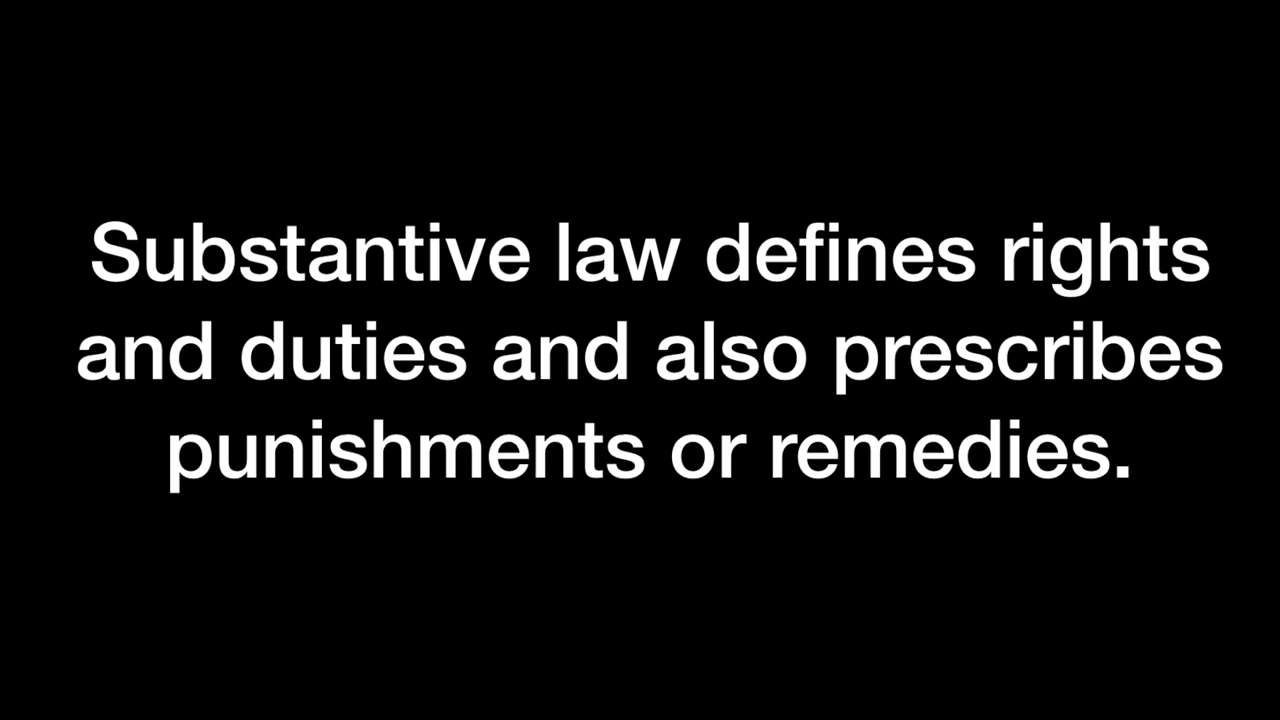 Substantive law defines rights
and duties and also prescribes
punishments or remedies.